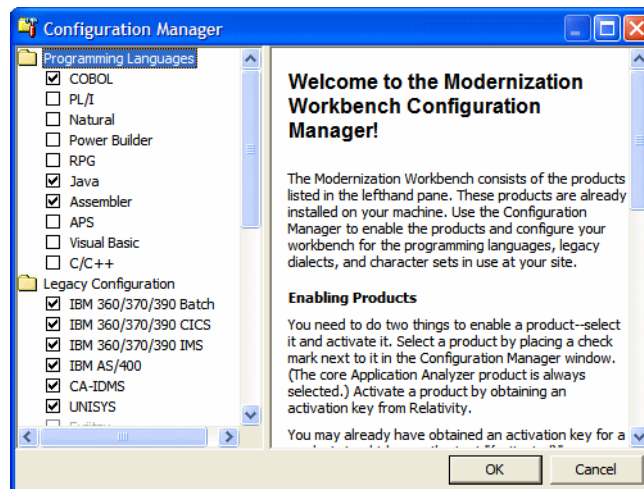 Configuration Manager
Programming Languages
COBOL
PL/I
Natural
Power Builder
RPG
Java
Assembler
APS
Visual Basic
C/C++
Legacy Configuration
IBM 360/370/390 Batch
IBM 360/370/390 CICS
IBM 360/370/390 IMS
IBM AS/400
CA-IDMS
UNISYS
Welcome to the Modernization
Workbench Configuration
Manager!
The Modernization Workbench consists of the products
listed in the lefthand pane. These products are already
installed on your machine. Use the Configuration
Manager to enable the products and configure your
workbench for the programming languages, legacy
dialects, and character sets in use at your site.
Enabling Products
You need to do two things to enable a product--select
it and activate it. Select a product by placing a check
mark next to it in the Configuration Manager window.
(The core Application Analyzer product is always
selected.) Activate a product by obtaining an
activation key from Relativity.
You may already have obtained an activation key for a
OK
Cancel